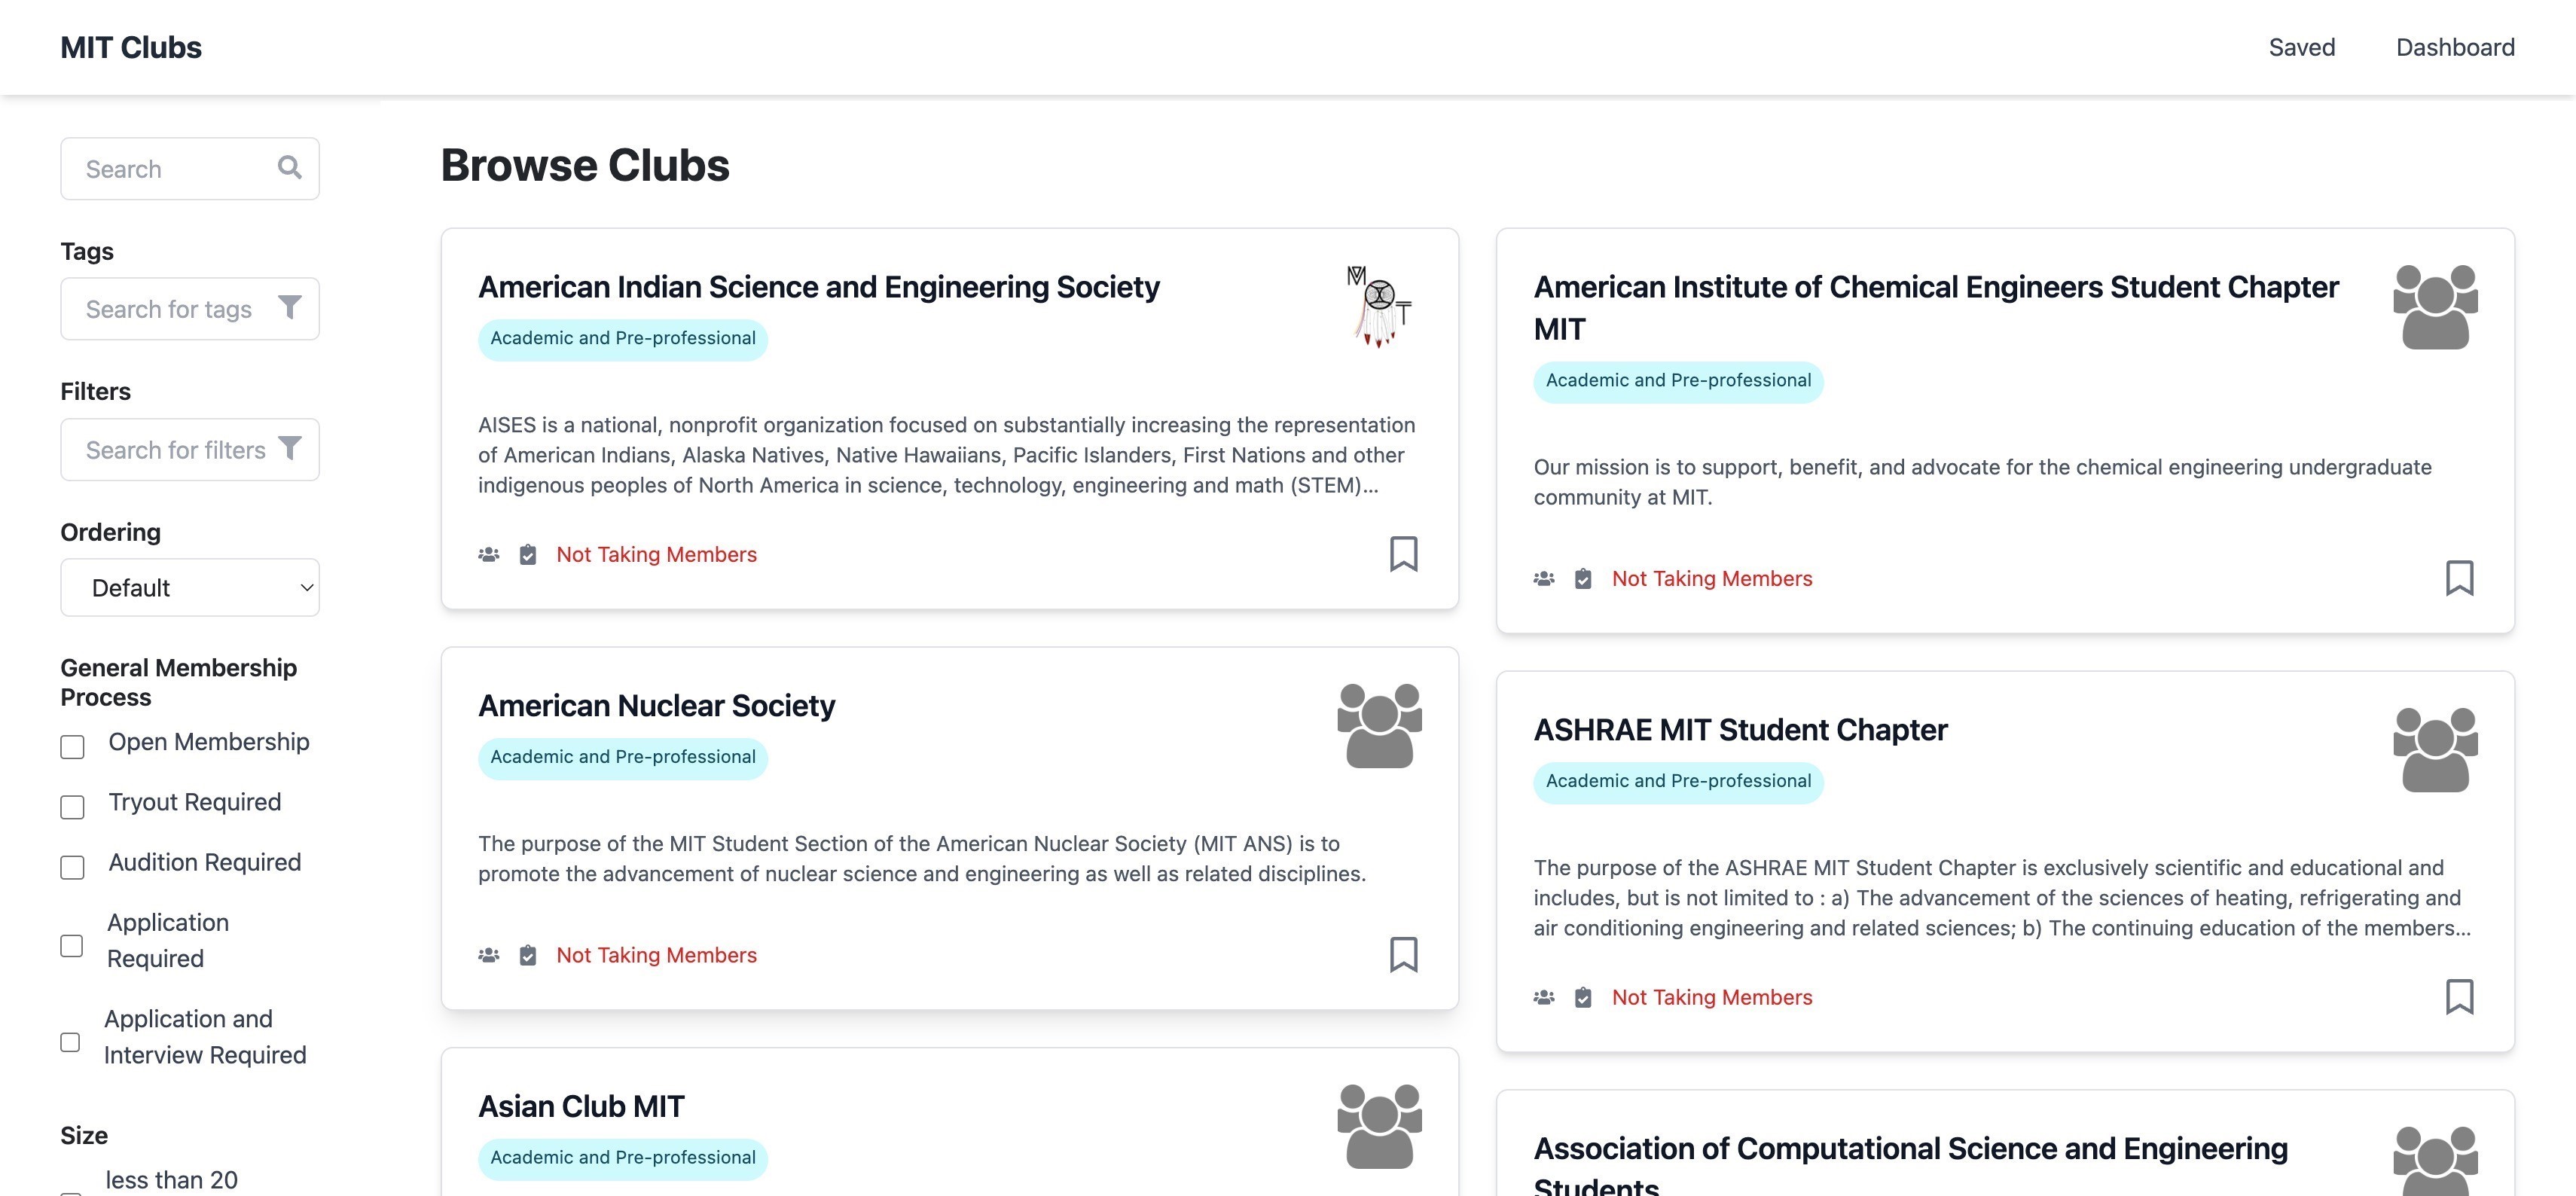 MIT Clubs
Saved
Dashboard
Search
Tags
Search for tags
Filters
Search for filters
Ordering
Default
General Membership
Process
Open Membership
Tryout Required
Audition Required
Application
Required
Application and
Interview Required
Size
less than 20
Browse Clubs
American Indian Science and Engineering Society
M
T
Academic and Pre-professional
AISES is a national, nonprofit organization focused on substantially increasing the representation
of American Indians, Alaska Natives, Native Hawaiians, Pacific Islanders, First Nations and other
indigenous peoples of North America in science, technology, engineering and math (STEM)...
Not Taking Members
American Institute of Chemical Engineers Student Chapter
MIT
Academic and Pre-professional
Our mission is to support, benefit, and advocate for the chemical engineering undergraduate
community at MIT.
Not Taking Members
American Nuclear Society
Academic and Pre-professional
The purpose of the MIT Student Section of the American Nuclear Society (MIT ANS) is to
promote the advancement of nuclear science and engineering as well as related disciplines.
Not Taking Members
ASHRAE MIT Student Chapter
Academic and Pre-professional
The purpose of the ASHRAE MIT Student Chapter is exclusively scientific and educational and
includes, but is not limited to : a) The advancement of the sciences of heating, refrigerating and
air conditioning engineering and related sciences; b) The continuing education of the members...
Not Taking Members
Asian Club MIT
Academic and Pre-professional
Association of Computational Science and Engineering
Students